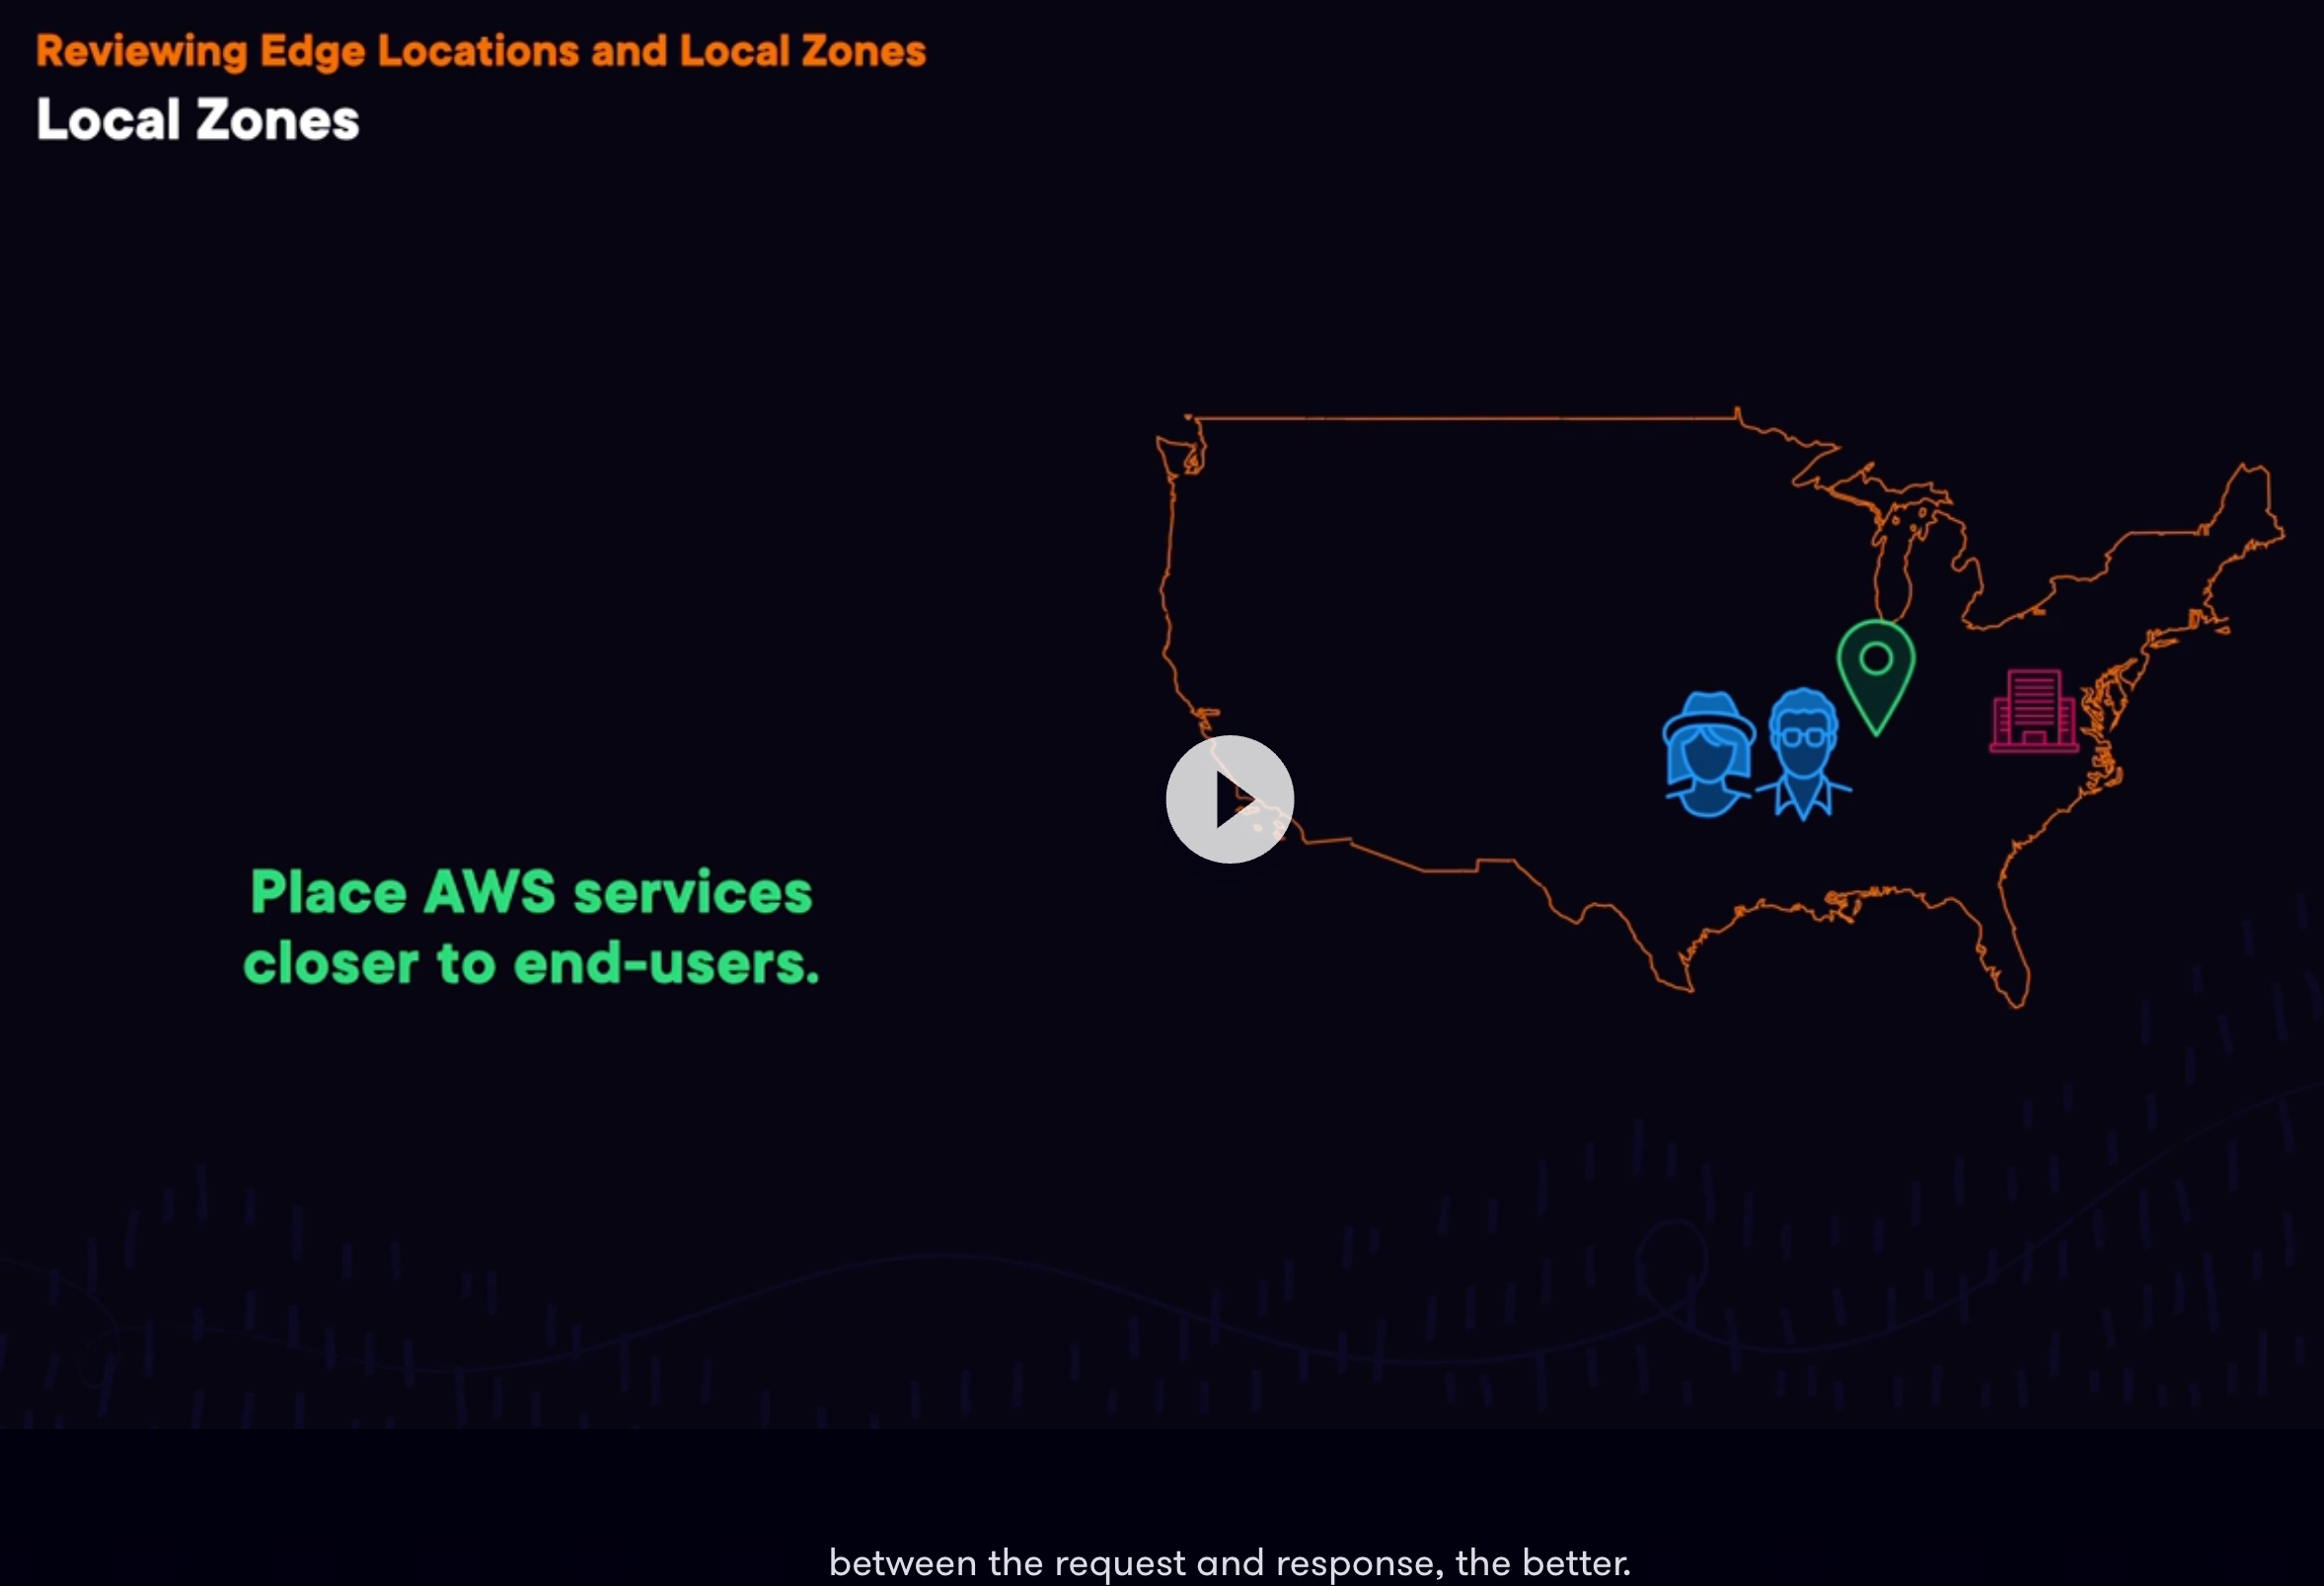 Reviewing Edge Locations and Local Zones
Local Zones
Place AWS services
closer to end-users.
between the request and response, the better.